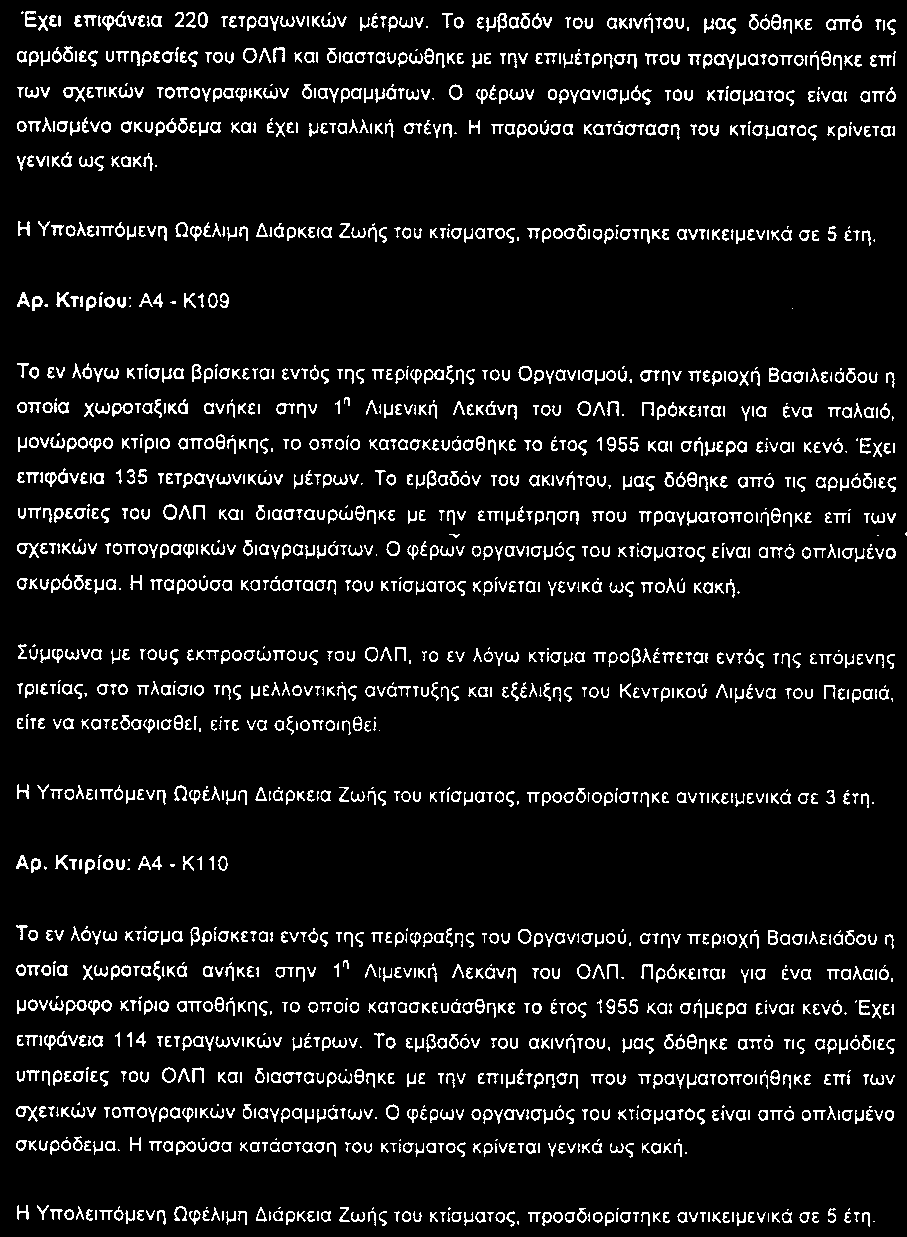 Έχει επιφάνεια 220 τετραγωνικών μέτρων. Το εμβαδόν του ακινήτου, μας δόθηκε από τις
αρμόδιες υπηρεσίες του ΟΛΠ και διασταυρώθηκε με την επιμέτρηση που πραγματοποιήθηκε επί
των σχετικών τοπογραφικών διαγραμμάτων. Ο φέρων οργανισμός του κτίσματος είναι από
οπλισμένο σκυρόδεμα και έχει μεταλλική στέγη. Η παρούσα κατάσταση του κτίσματος κρίνεται
γενικά ως κακή.
Η Υπολειπόμενη Ωφέλιμη Διάρκεια Ζωής του κτίσματος, προσδιορίστηκε αντικειμενικά σε 5 έτη.
Αρ. Κτιρίου: Α4 - Κ109
Το εν λόγω κτίσμα βρίσκεται εντός της περίφραξης του Οργανισμού, στην περιοχή Βασιλειάδου η
οποία χωροταξικά ανήκει στην 1η Λιμενική Λεκάνη του ΟΛΠ. Πρόκειται για ένα παλαιό,
μονώροφο κτίριο αποθήκης, το οποίο κατασκευάσθηκε το έτος 1955 και σήμερα είναι κενό. Έχει
επιφάνεια 135 τετραγωνικών μέτρων. Το εμβαδόν του ακινήτου, μας δόθηκε από τις αρμόδιες
υπηρεσίες του ΟΛΠ και διασταυρώθηκε με την επιμέτρηση που πραγματοποιήθηκε επί των
σχετικών τοπογραφικών διαγραμμάτων. Ο φέρων οργανισμός του κτίσματος είναι από οπλισμένο
σκυρόδεμα. Η παρούσα κατάσταση του κτίσματος κρίνεται γενικά ως πολύ κακή.
Σύμφωνα με τους εκπροσώπους του ΟΛΠ, το εν λόγω κτίσμα προβλέπεται εντός της επόμενης
τριετίας, στο πλαίσιο της μελλοντικής ανάπτυξης και εξέλιξης του Κεντρικού Λιμένα του Πειραιά,
είτε να κατεδαφισθεί, είτε να αξιοποιηθεί.
Η Υπολειπόμενη Ωφέλιμη Διάρκεια Ζωής του κτίσματος, προσδιορίστηκε αντικειμενικά σε 3 έτη.
Αρ. Κτιρίου: Α4 - Κ110
Το εν λόγω κτίσμα βρίσκεται εντός της περίφραξης του Οργανισμού, στην περιοχή Βασιλειάδου η
οποία χωροταξικά ανήκει στην 1η Λιμενική Λεκάνη του ΟΛΠ. Πρόκειται για ένα παλαιό,
μονώροφο κτίριο αποθήκης, το οποίο κατασκευάσθηκε το έτος 1955 και σήμερα είναι κενό. Έχει
επιφάνεια 114 τετραγωνικών μέτρων. Το εμβαδόν του ακινήτου, μας δόθηκε από τις αρμόδιες
υπηρεσίες του ΟΛΠ και διασταυρώθηκε με την επιμέτρηση που πραγματοποιήθηκε επί των
σχετικών τοπογραφικών διαγραμμάτων. Ο φέρων οργανισμός του κτίσματος είναι από οπλισμένο
σκυρόδεμα. Η παρούσα κατάσταση του κτίσματος κρίνεται γενικά ως κακή.
Η Υπολειπόμενη Ωφέλιμη Διάρκεια Ζωής του κτίσματος, προσδιορίστηκε αντικειμενικά σε 5 έτη.